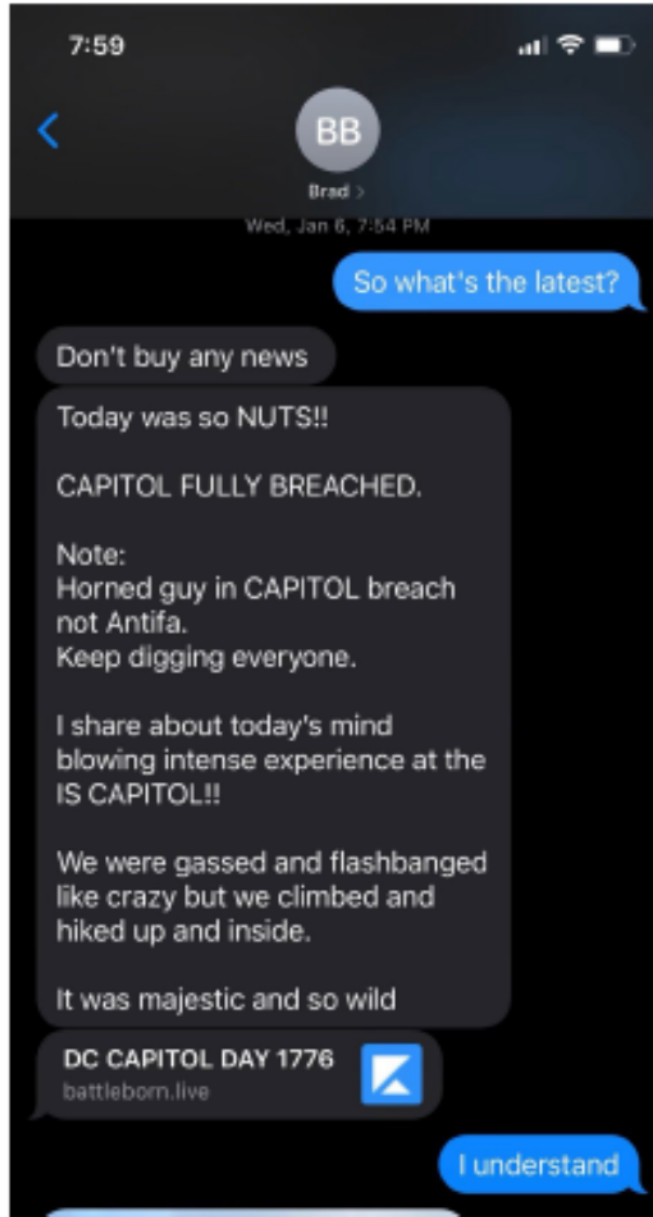 7:59
BB
Brad >
Wed, Jan 6, 7:54 PM
So what's the latest?
Don't buy any news
Today was so NUTS!!
CAPITOL FULLY BREACHED.
Note:
Horned guy in CAPITOL breach
not Antifa.
Keep digging everyone.
I share about today's mind
blowing intense experience at the
IS CAPITOL!!
We were gassed and flashbanged
like crazy but we climbed and
hiked up and inside.
It was majestic and so wild
DC CAPITOL DAY 1776
battleborn.live
I understand